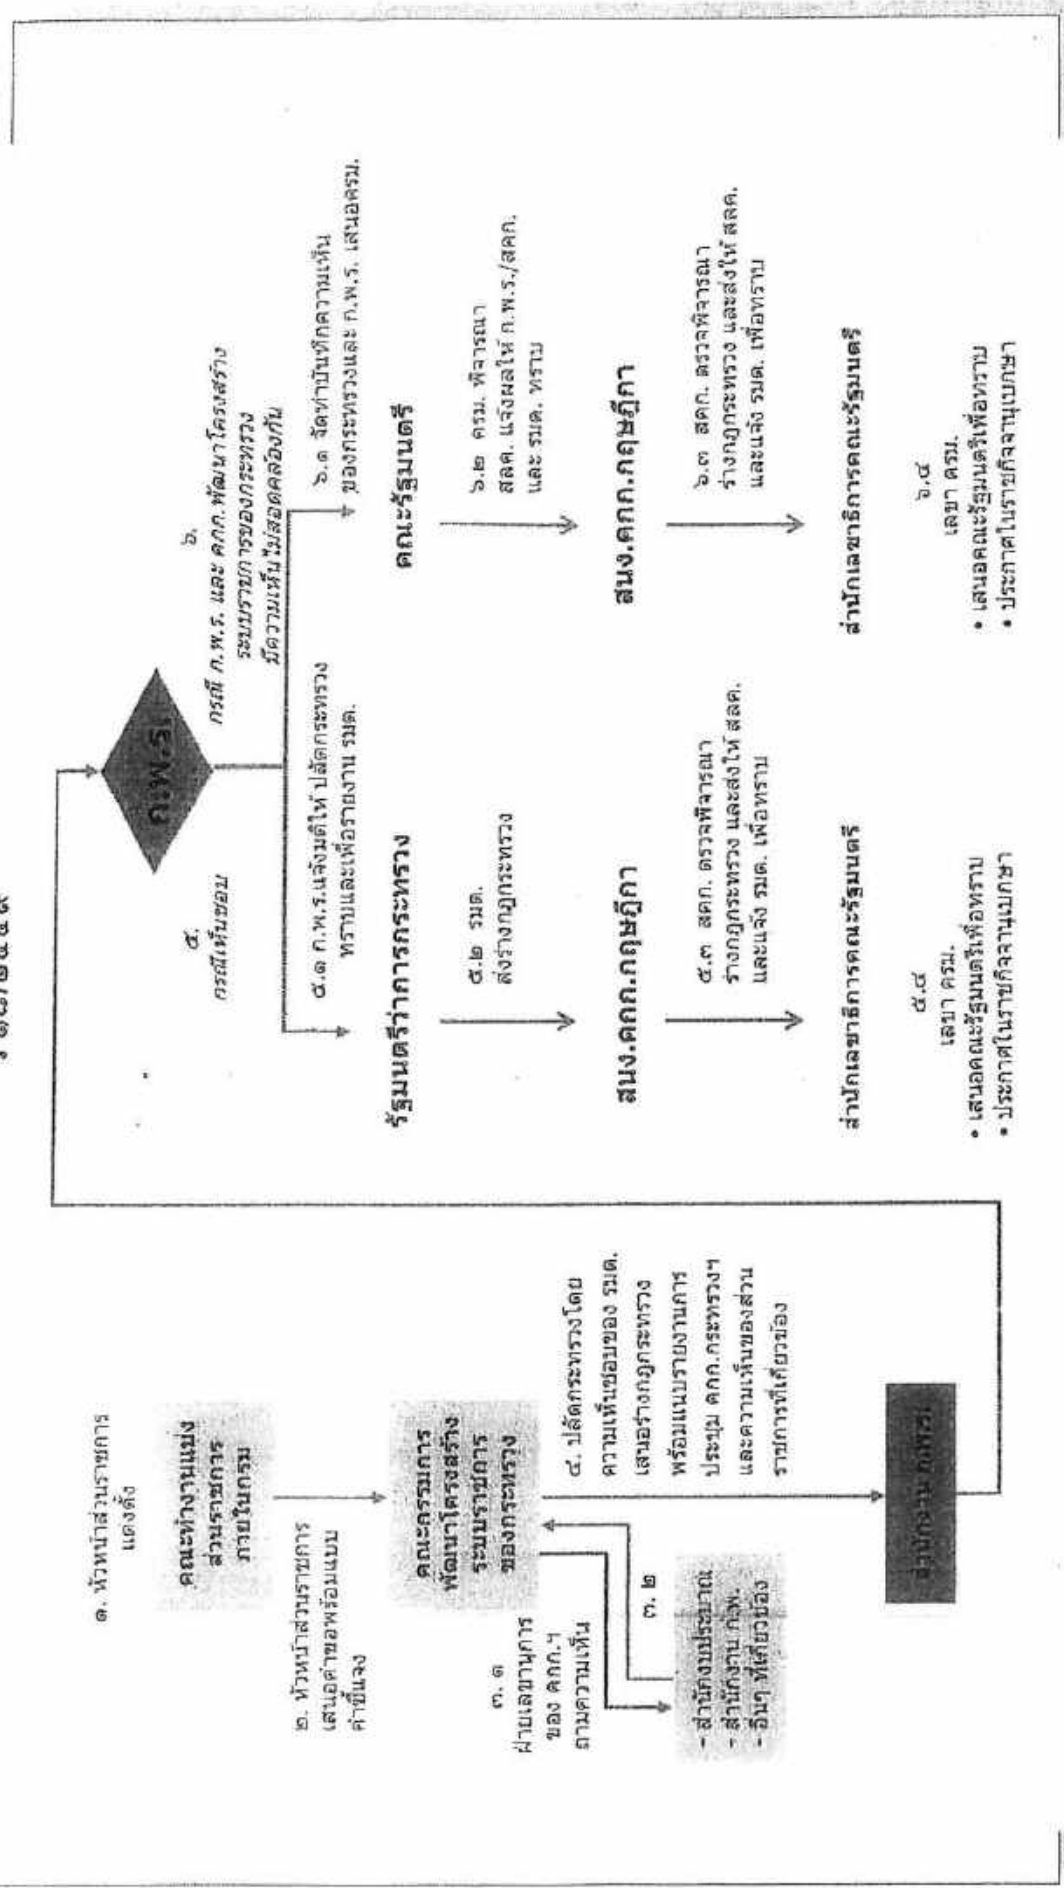 ๑. หัวหน้าส่วนราชการ
แต่งตั้ง
คณะทำงานแบ่ง
ส่วนราชการ
ภายในกรม
๒. หัวหน้าส่วนราชการ
เสนอคำขอพร้อมแบบ
คำชี้แจง
คณะกรรมการ
พัฒนาโครงสร้าง
ระบบราชการ
ของกระทรวง
๓. ๑
ฝ่ายเลขานุการ
ของ คกก.ฯ
ถามความเห็น
๓. ๒
- สำนักงบประมาณ
- สำนักงาน ก.พ.
- อื่นๆ ที่เกี่ยวข้อง
๔. ปลัดกระทรวงโดย
ความเห็นชอบของ รมต.
เสนอร่างกฎกระทรวง
พร้อมแนบรายงานการ
ประชุม คกก.กระทรวงฯ
และความเห็นของส่วน
ราชการที่เกี่ยวข้อง
สำนักงาน ก.พ.ร.
ก.พ.ร.
๕.
กรณีเห็นชอบ
๕.๑ ก.พ.ร.แจ้งมติให้ ปลัดกระทรวง
ทราบและเพื่อรายงาน รมต.
รัฐมนตรีว่าการกระทรวง
๕.๒ รมต.
ส่งร่างกฎกระทรวง
สนง.คกก.กฤษฎีกา
๕.๓ สคก. ตรวจพิจารณา
ร่างกฎกระทรวง และส่งให้ สลค.
และแจ้ง รมต. เพื่อทราบ
สำนักเลขาธิการคณะรัฐมนตรี
๕.๔
เลขา ครม.
• เสนอคณะรัฐมนตรีเพื่อทราบ
• ประกาศในราชกิจจานุเบกษา
๖.
กรณี ก.พ.ร. และ คกก.พัฒนาโครงสร้าง
ระบบราชการของกระทรวง
มีความเห็นไม่สอดคล้องกัน
๖.๑ จัดทำบันทึกความเห็น
ของกระทรวงและ ก.พ.ร. เสนอครม.
คณะรัฐมนตรี
๖.๒ ครม. พิจารณา
สลค. แจ้งผลให้ ก.พ.ร./สคก.
และ รมต. ทราบ
สนง.คกก.กฤษฎีกา
๖.๓ สคก. ตรวจพิจารณา
ร่างกฎกระทรวง และส่งให้ สลค.
และแจ้ง รมต. เพื่อทราบ
สำนักเลขาธิการคณะรัฐมนตรี
๖.๔
เลขา ครม.
• เสนอคณะรัฐมนตรีเพื่อทราบ
• ประกาศในราชกิจจานุเบกษา